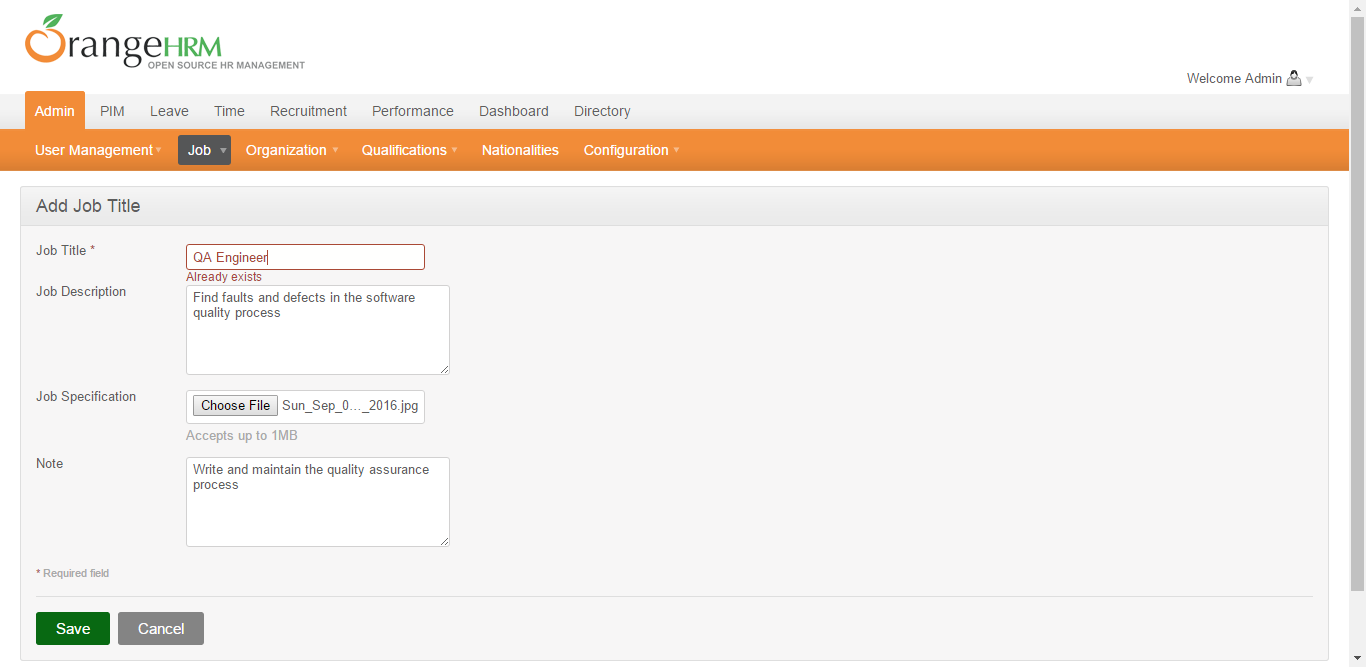 OrangeHRM
OPEN SOURCE HR MANAGEMENT
Welcome Admin
Admin PIM Leave Time Recruitment Performance Dashboard Directory
User Management Job Organization Qualifications Nationalities Configuration
Add Job Title
Job Title * QA Engineer
Already exists
Job Description Find faults and defects in the software
quality process
Job Specification Choose File Sun_Sep_0..._2016.jpg
Accepts up to 1MB
Note Write and maintain the quality assurance
process
* Required field
Save Cancel